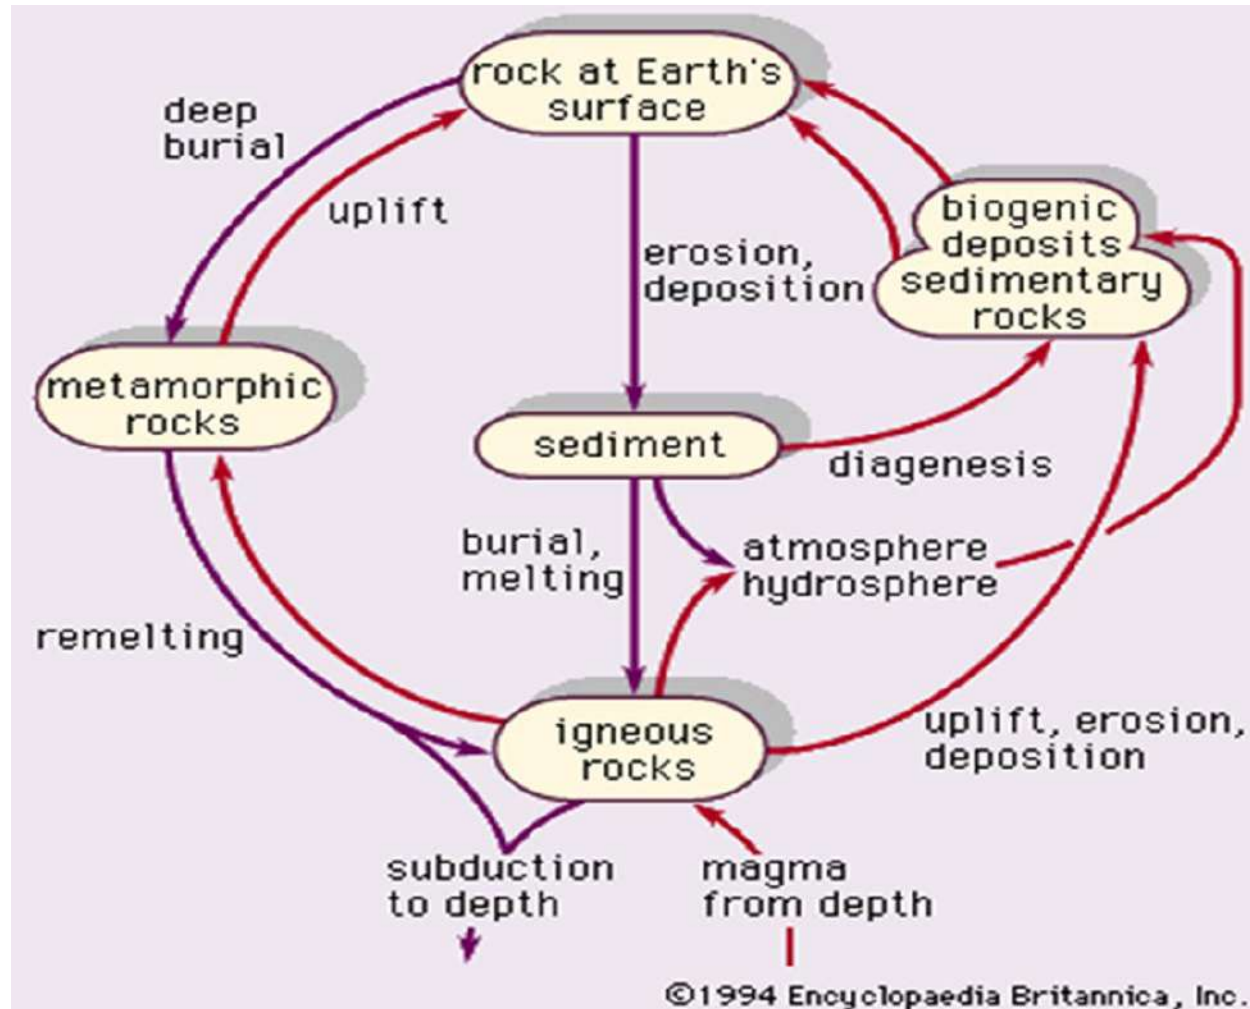 rock at Earth's
surface
deep
burial
uplift
erosion,
deposition
biogenic
deposits
sedimentary
rocks
metamorphic
rocks
sediment
diagenesis
burial,
melting
atmosphere
hydrosphere
remelting
igneous
rocks
uplift, erosion,
deposition
subduction
to depth
magma
from depth
©1994 Encyclopaedia Britannica, Inc.